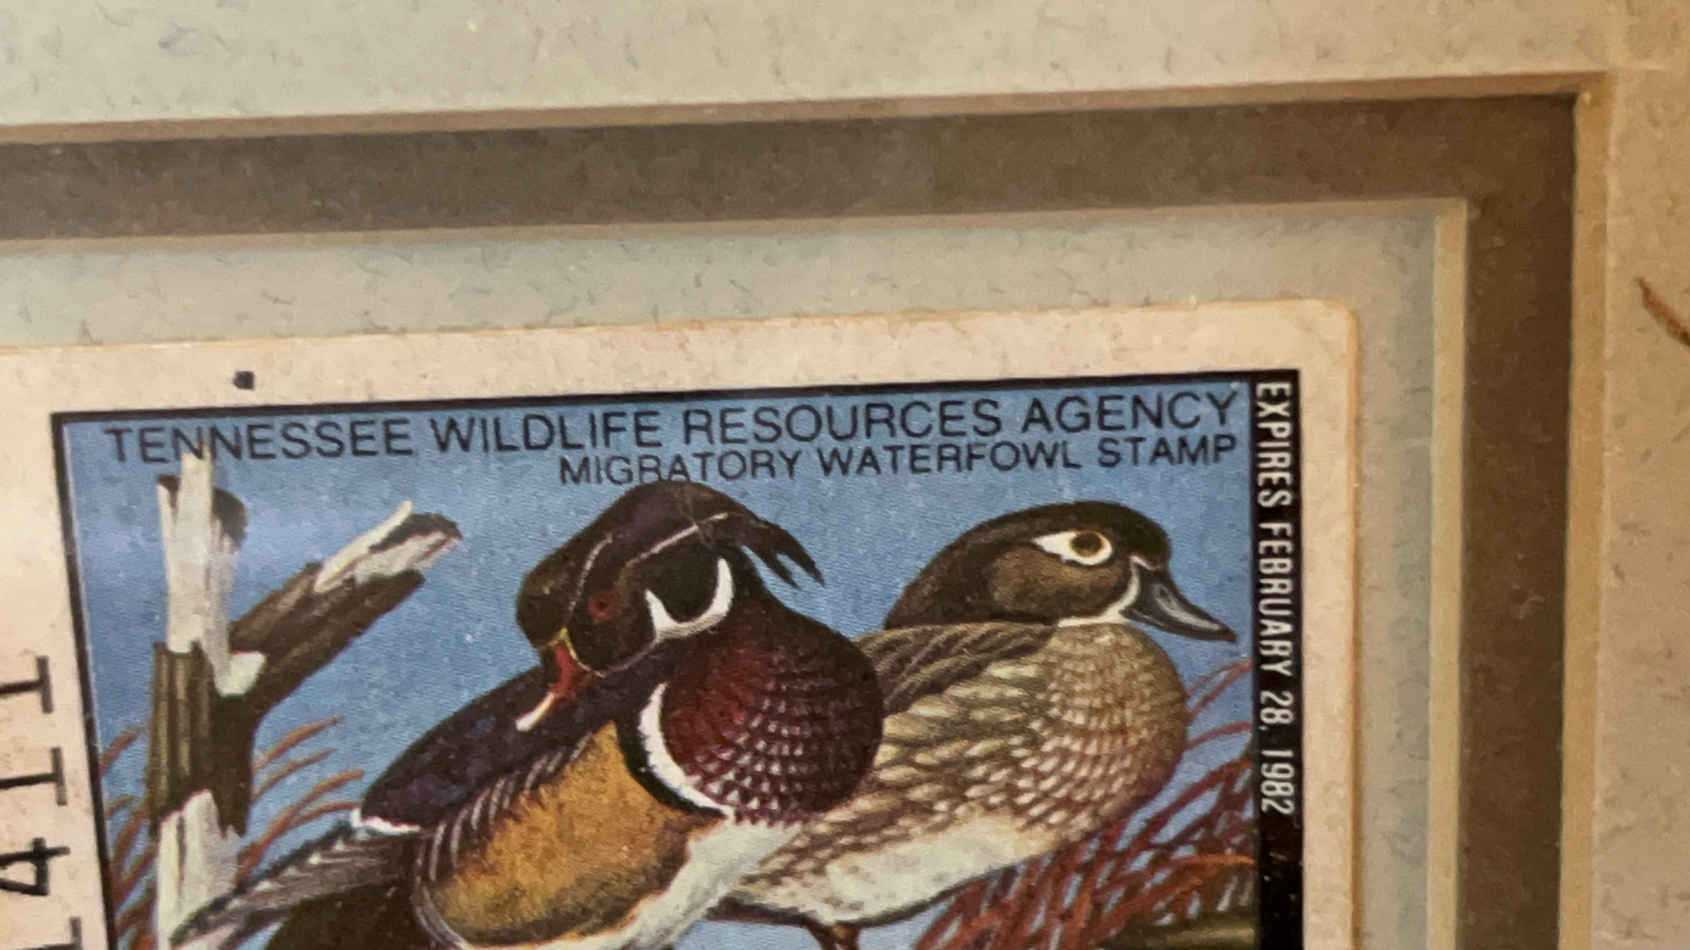 TENNESSEE WILDLIFE RESOURCES AGENCY
MIGRATORY WATERFOWL STAMP
EXPIRES FEBRUARY 28, 1982